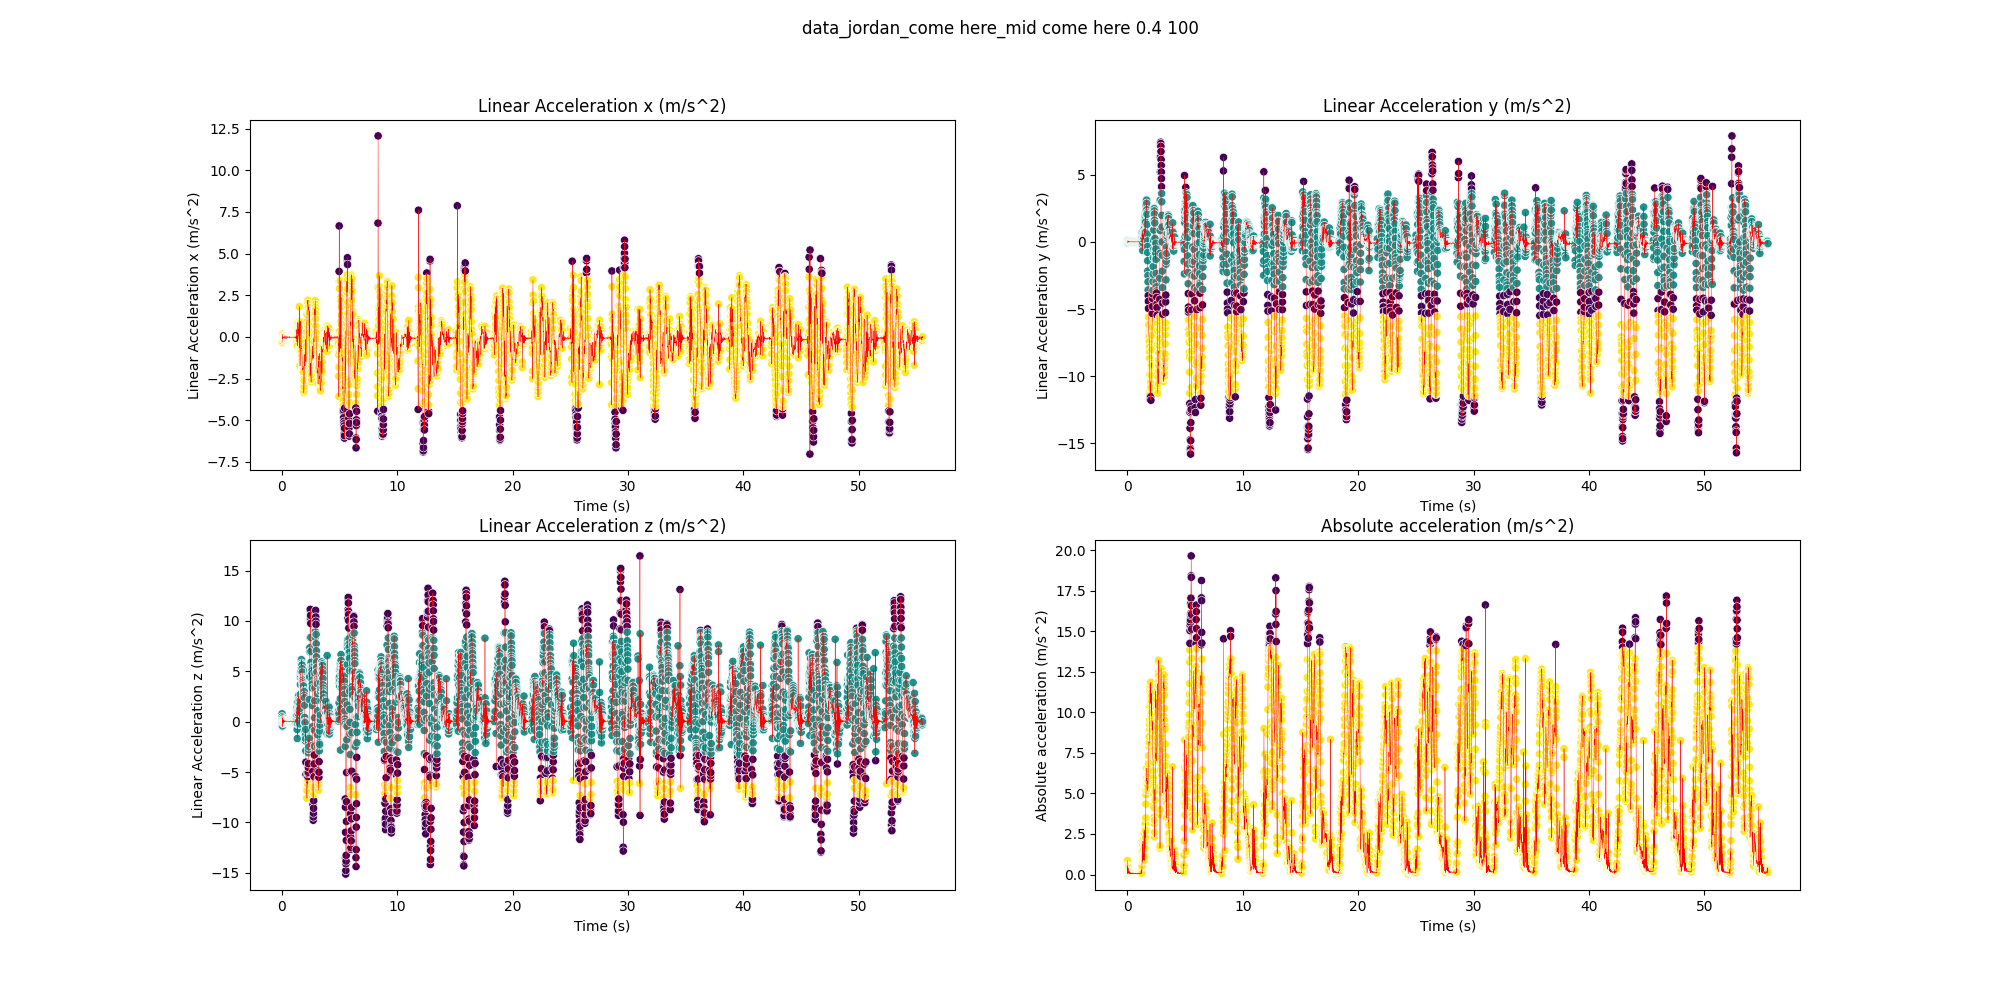 data_jordan_come here_mid come here 0.4 100
Linear Acceleration x (m/s^2)
Linear Acceleration x (m/s^2)
12.5
10.0
7.5
5.0
2.5
0.0
−2.5
−5.0
−7.5
0 10 20 30 40 50
Time (s)
Linear Acceleration y (m/s^2)
Linear Acceleration y (m/s^2)
5
0
−5
−10
−15
0 10 20 30 40 50
Time (s)
Linear Acceleration z (m/s^2)
Linear Acceleration z (m/s^2)
15
10
5
0
−5
−10
−15
0 10 20 30 40 50
Time (s)
Absolute acceleration (m/s^2)
Absolute acceleration (m/s^2)
20.0
17.5
15.0
12.5
10.0
7.5
5.0
2.5
0.0
0 10 20 30 40 50
Time (s)